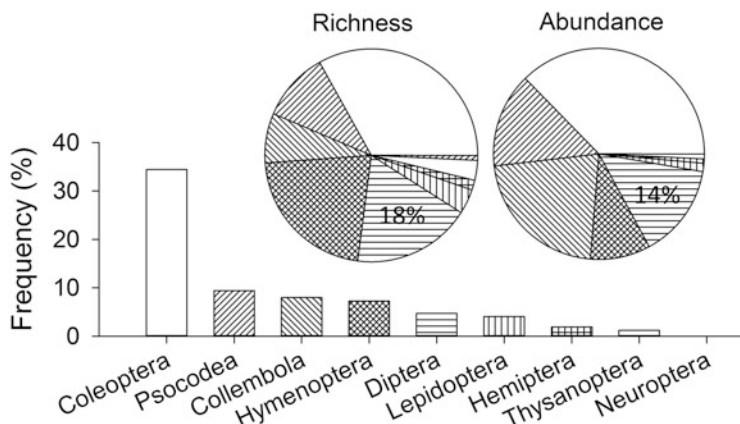 Richness
Abundance
18%
14%
Frequency (%)
40
30
20
10
0
Coleoptera
Psocodea
Collembola
Hymenoptera
Diptera
Lepidoptera
Hemiptera
Thysanoptera
Neuroptera